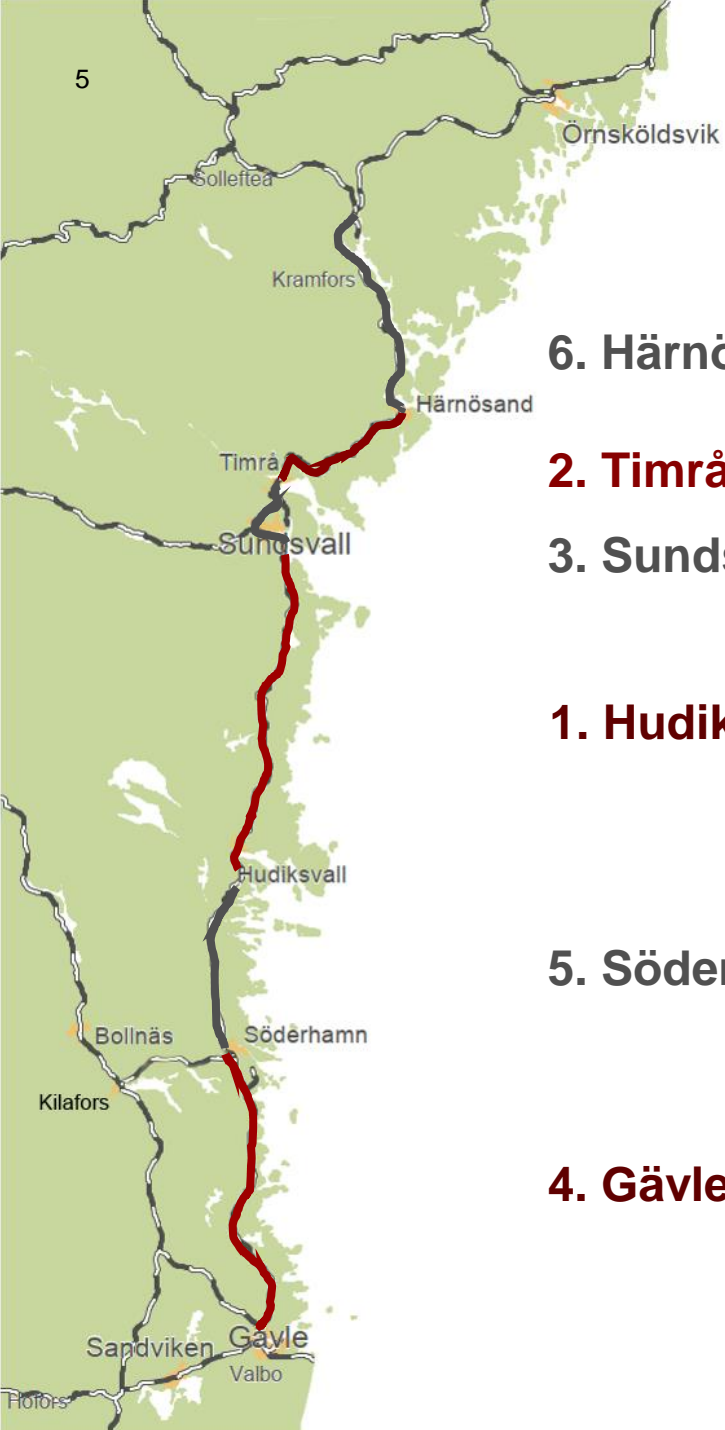 5
Örnsköldsvik
Sollefteå
Kramfors
6. Härnö
Härnösand
Timrå
2. Timrå
Sundsvall
3. Sunds
1. Hudik
Hudiksvall
5. Söder
Bollnäs
Söderhamn
Kilafors
4. Gävle
Sandviken
Gävle
Valbo
Hofors